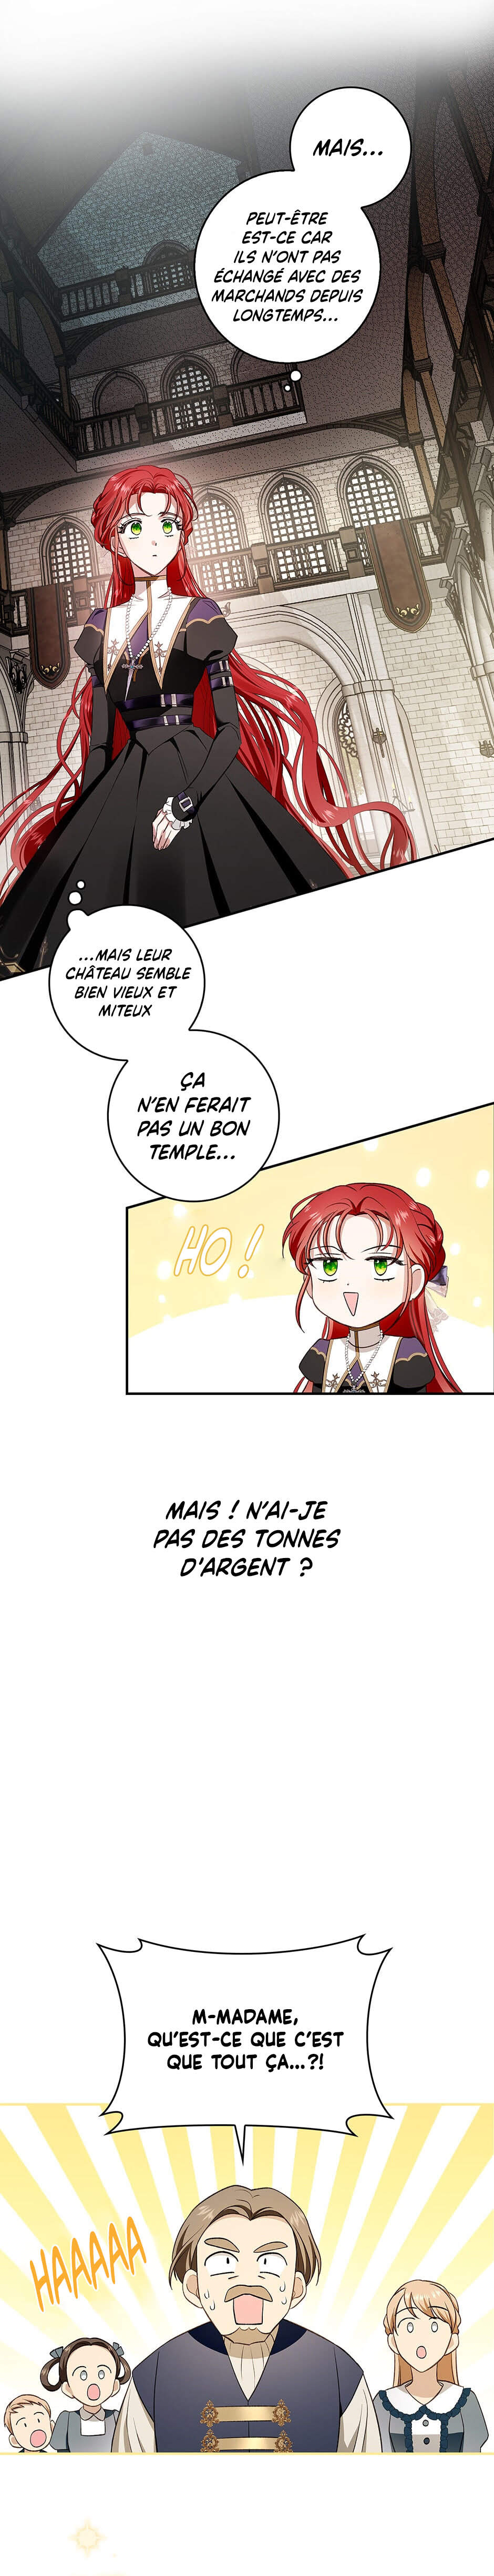 MAIS...
PEUT-ÊTRE
EST-CE CAR
ILS N'ONT PAS
ÉCHANGÉ AVEC DES
MARCHANDS DEPUIS
LONGTEMPS...
...MAIS LEUR
CHÂTEAU SEMBLE
BIEN VIEUX ET
MITEUX
ÇA
N'EN FERAIT
PAS UN BON
TEMPLE...
HO !
MAIS ! N'AI-JE
PAS DES TONNES
D'ARGENT ?
M-MADAME,
QU'EST-CE QUE C'EST
QUE TOUT ÇA...?!
HAAAAA